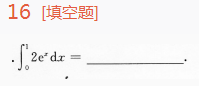 16 [填空题]
.∫₀¹ 2eˣ dx = ________.